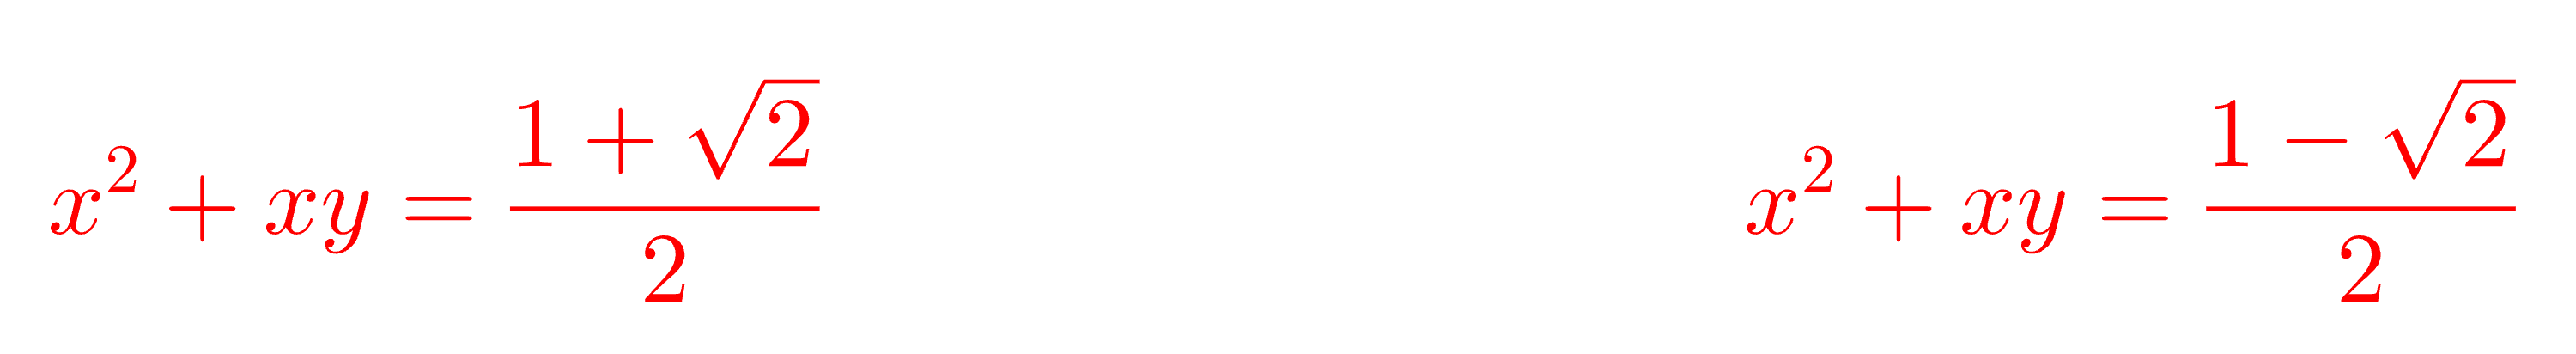 $x^2 + xy = \frac{1 + \sqrt{2}}{2}$ $x^2 + xy = \frac{1 - \sqrt{2}}{2}$